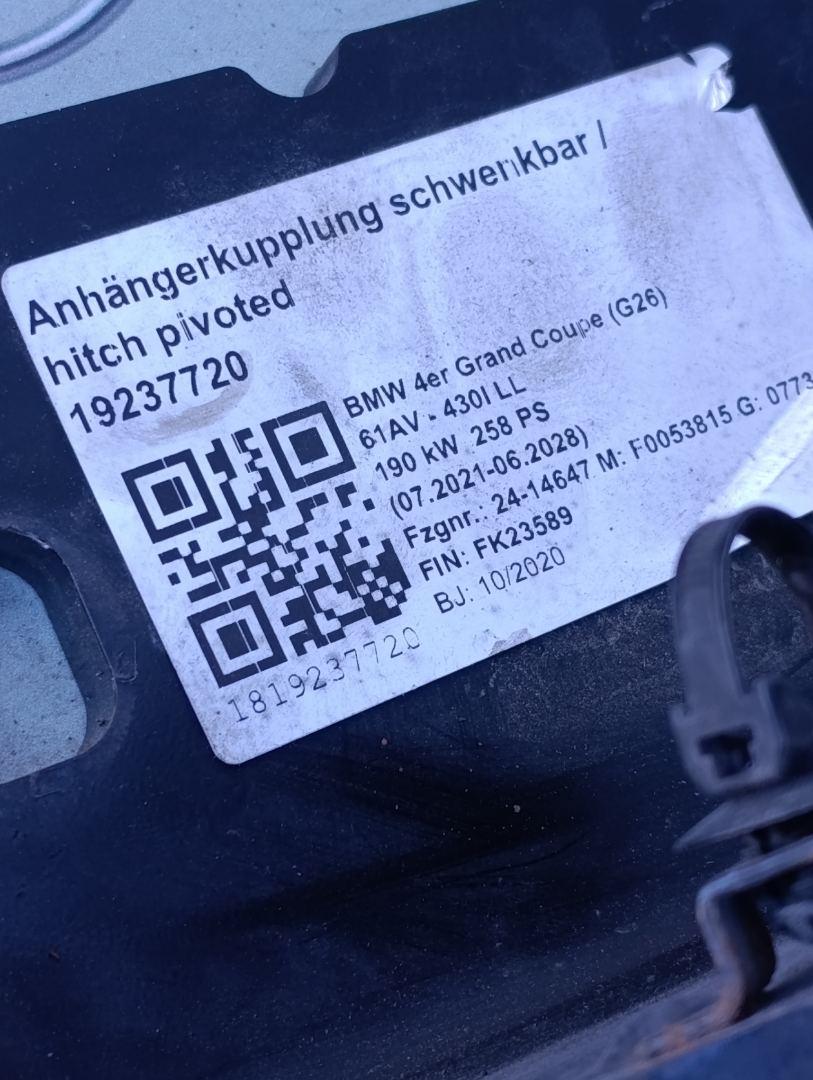 Anhängerkupplung schwenkbar /
hitch pivoted
19237720
BMW 4er Grand Coupe (G26)
61AV - 430I LL
190 kW 258 PS
(07.2021-06.2028)
Fzgnr.: 24-14647 M: F0053815 G: 0773
FIN: FK23589
BJ: 10/2020
1819237720